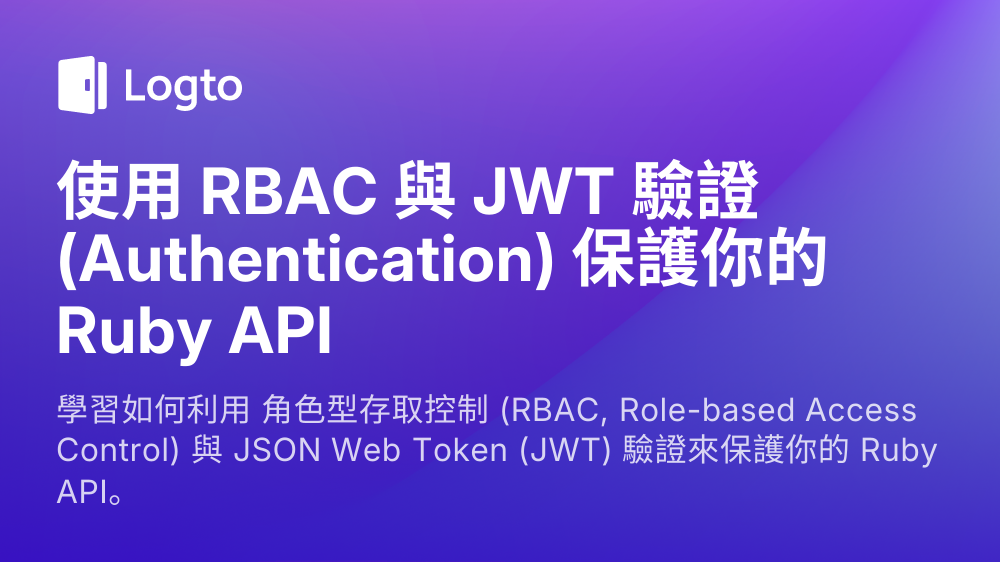 Logto
使用 RBAC 與 JWT 驗證
(Authentication) 保護你的
Ruby API
學習如何利用 角色型存取控制 (RBAC, Role-based Access
Control) 與 JSON Web Token (JWT) 驗證來保護你的 Ruby
API。